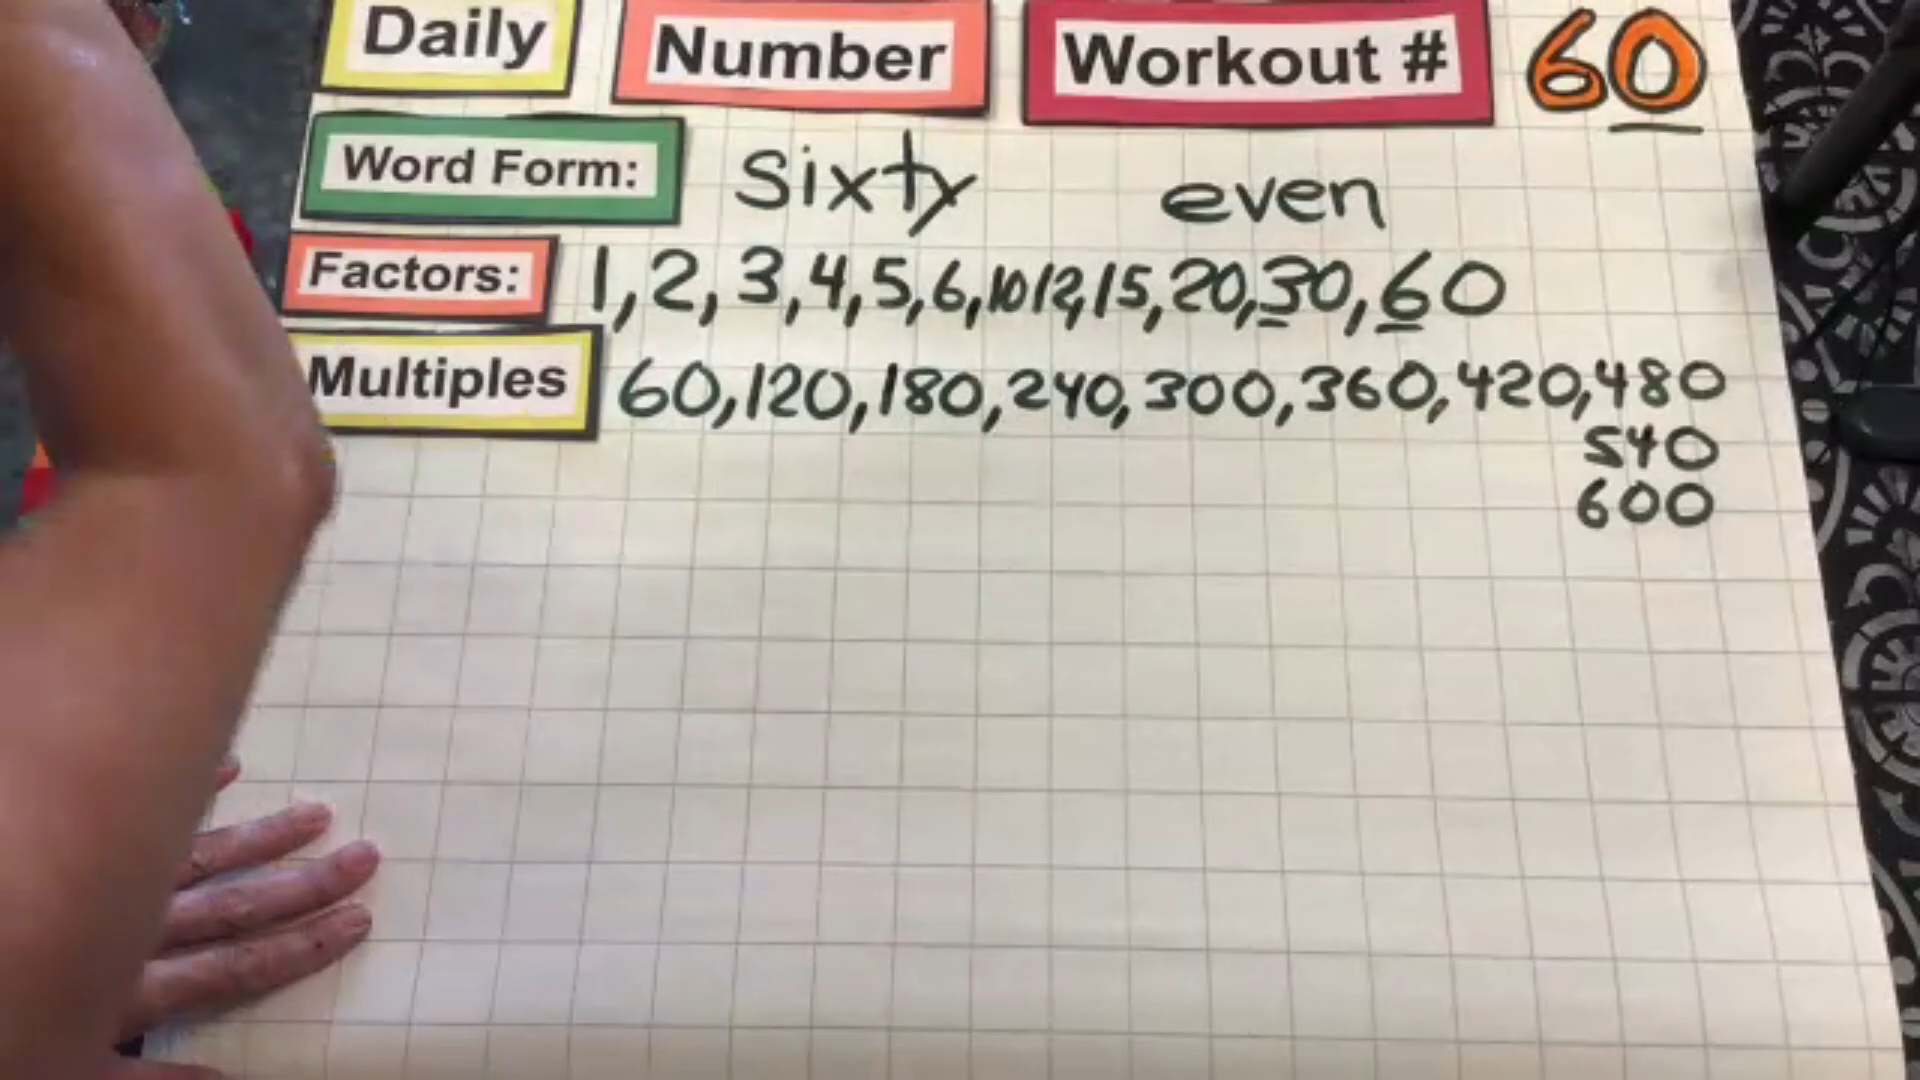 Daily Number Workout # 60
Word Form: Sixty even
Factors: 1, 2, 3, 4, 5, 6, 10 12, 15, 20, 30, 60
Multiples 60, 120, 180, 240, 300, 360, 420, 480
540
600